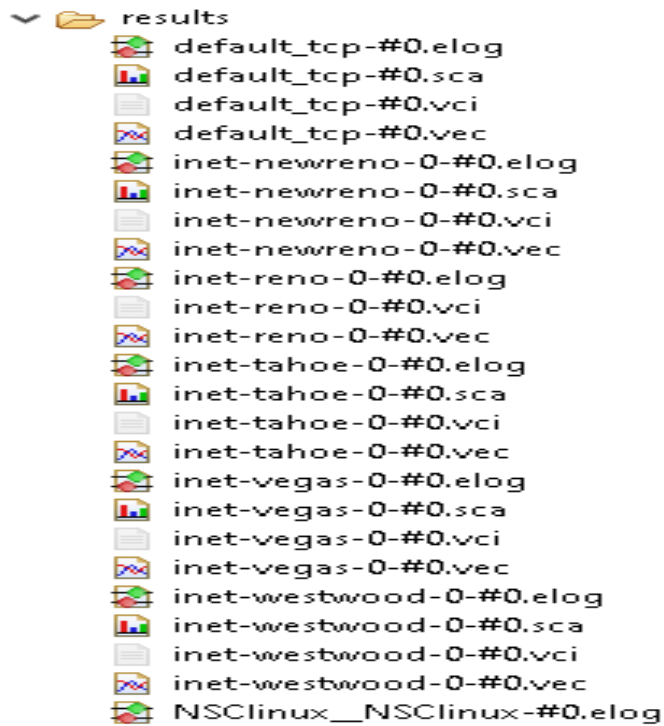 results
default_tcp-#0.elog
default_tcp-#0.sca
default_tcp-#0.vci
default_tcp-#0.vec
inet-newreno-0-#0.elog
inet-newreno-0-#0.sca
inet-newreno-0-#0.vci
inet-newreno-0-#0.vec
inet-reno-0-#0.elog
inet-reno-0-#0.vci
inet-reno-0-#0.vec
inet-tahoe-0-#0.elog
inet-tahoe-0-#0.sca
inet-tahoe-0-#0.vci
inet-tahoe-0-#0.vec
inet-vegas-0-#0.elog
inet-vegas-0-#0.sca
inet-vegas-0-#0.vci
inet-vegas-0-#0.vec
inet-westwood-0-#0.elog
inet-westwood-0-#0.sca
inet-westwood-0-#0.vci
inet-westwood-0-#0.vec
NSClinux__NSClinux-#0.elog